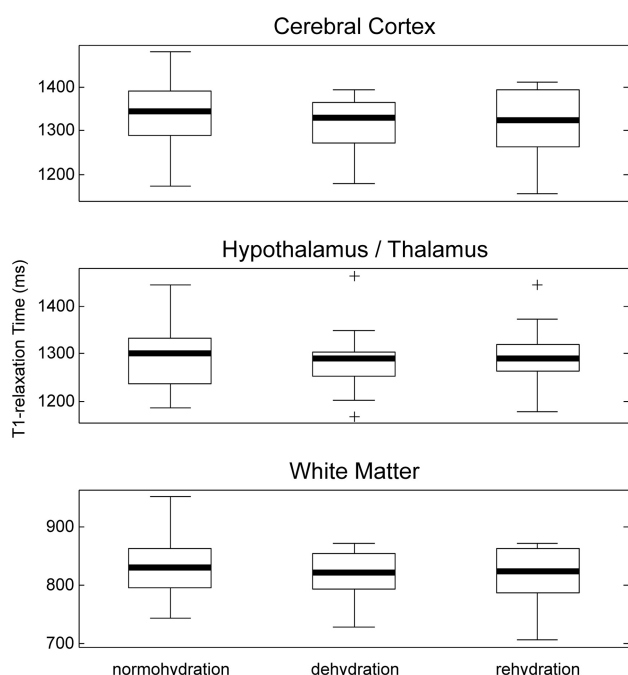 Cerebral Cortex
1400
1300
1200
Hypothalamus / Thalamus
T1-relaxation Time (ms)
1400
1300
1200
White Matter
900
800
700
normohydration dehydration rehydration